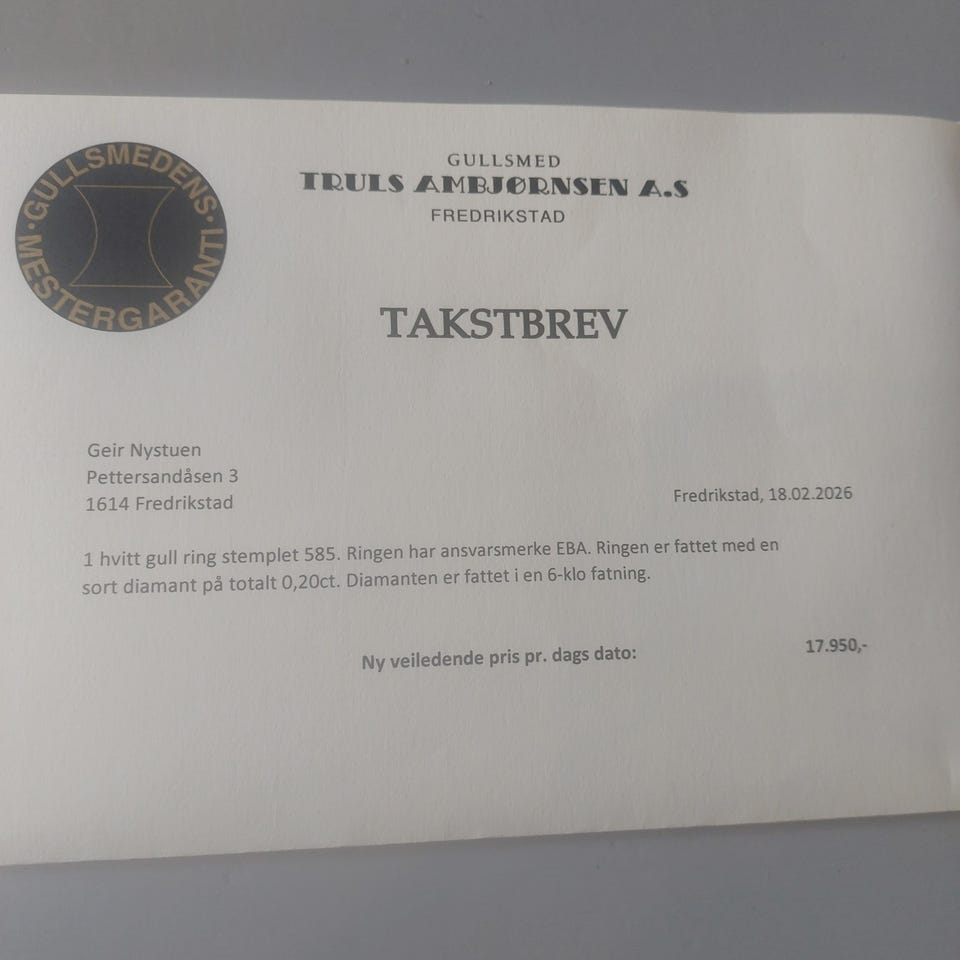 GULLSMEDENS
MESTERGARANTI
GULLSMED
TRULS AMBJØRNSEN A.S
FREDRIKSTAD
TAKSTBREV
Geir Nystuen
Pettersandåsen 3
1614 Fredrikstad
Fredrikstad, 18.02.2026
1 hvitt gull ring stemplet 585. Ringen har ansvarsmerke EBA. Ringen er fattet med en
sort diamant på totalt 0,20ct. Diamanten er fattet i en 6-klo fatning.
Ny veiledende pris pr. dags dato: 17.950,-